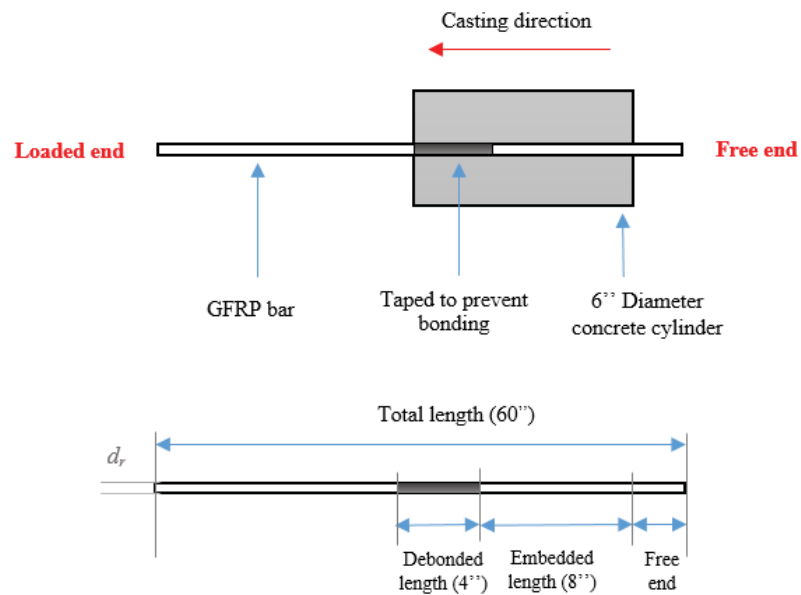 Casting direction
Loaded end
Free end
GFRP bar
Taped to prevent
bonding
6’’ Diameter
concrete cylinder
Total length (60”)
dr
Debonded
length (4’’)
Embedded
length (8’’)
Free
end